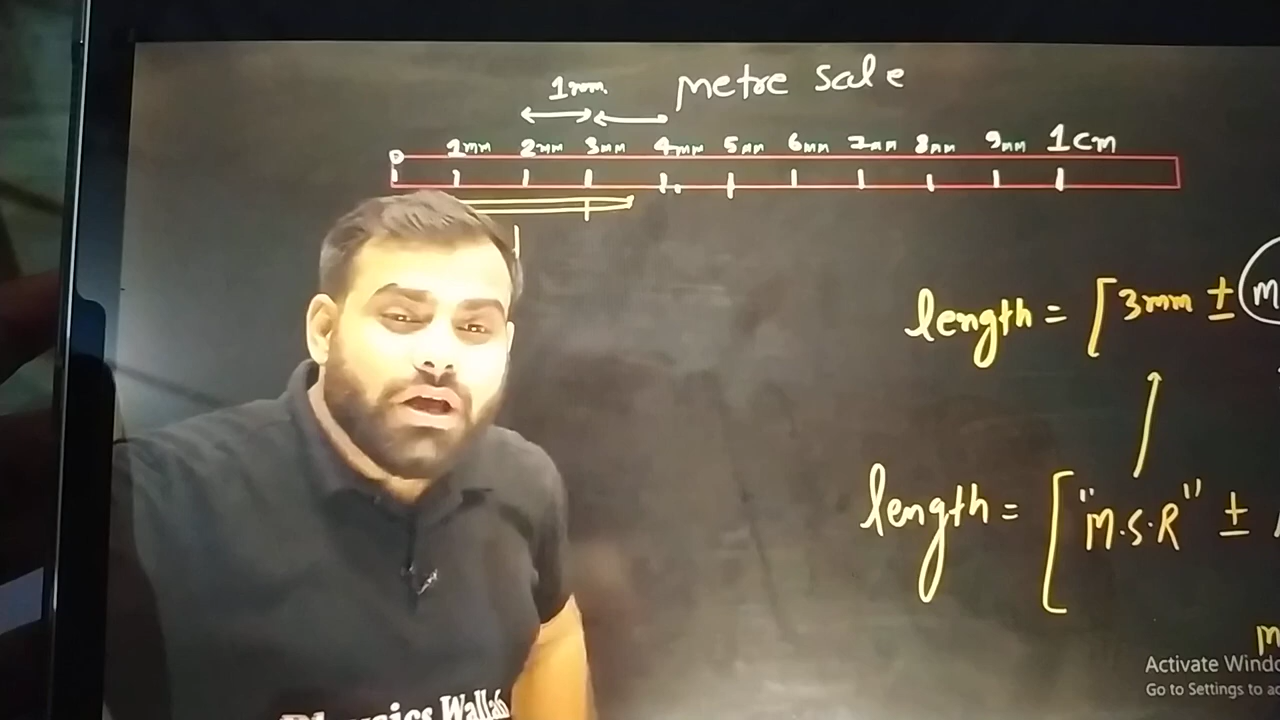 1mm
metre Scale
0 1mm 2mm 3mm 4mm 5mm 6mm 7mm 8mm 9mm 1cm
length = [3mm ± (m
length = ["M.S.R" ±
m
Physics Wallah
Activate Windo
Go to Settings to ac